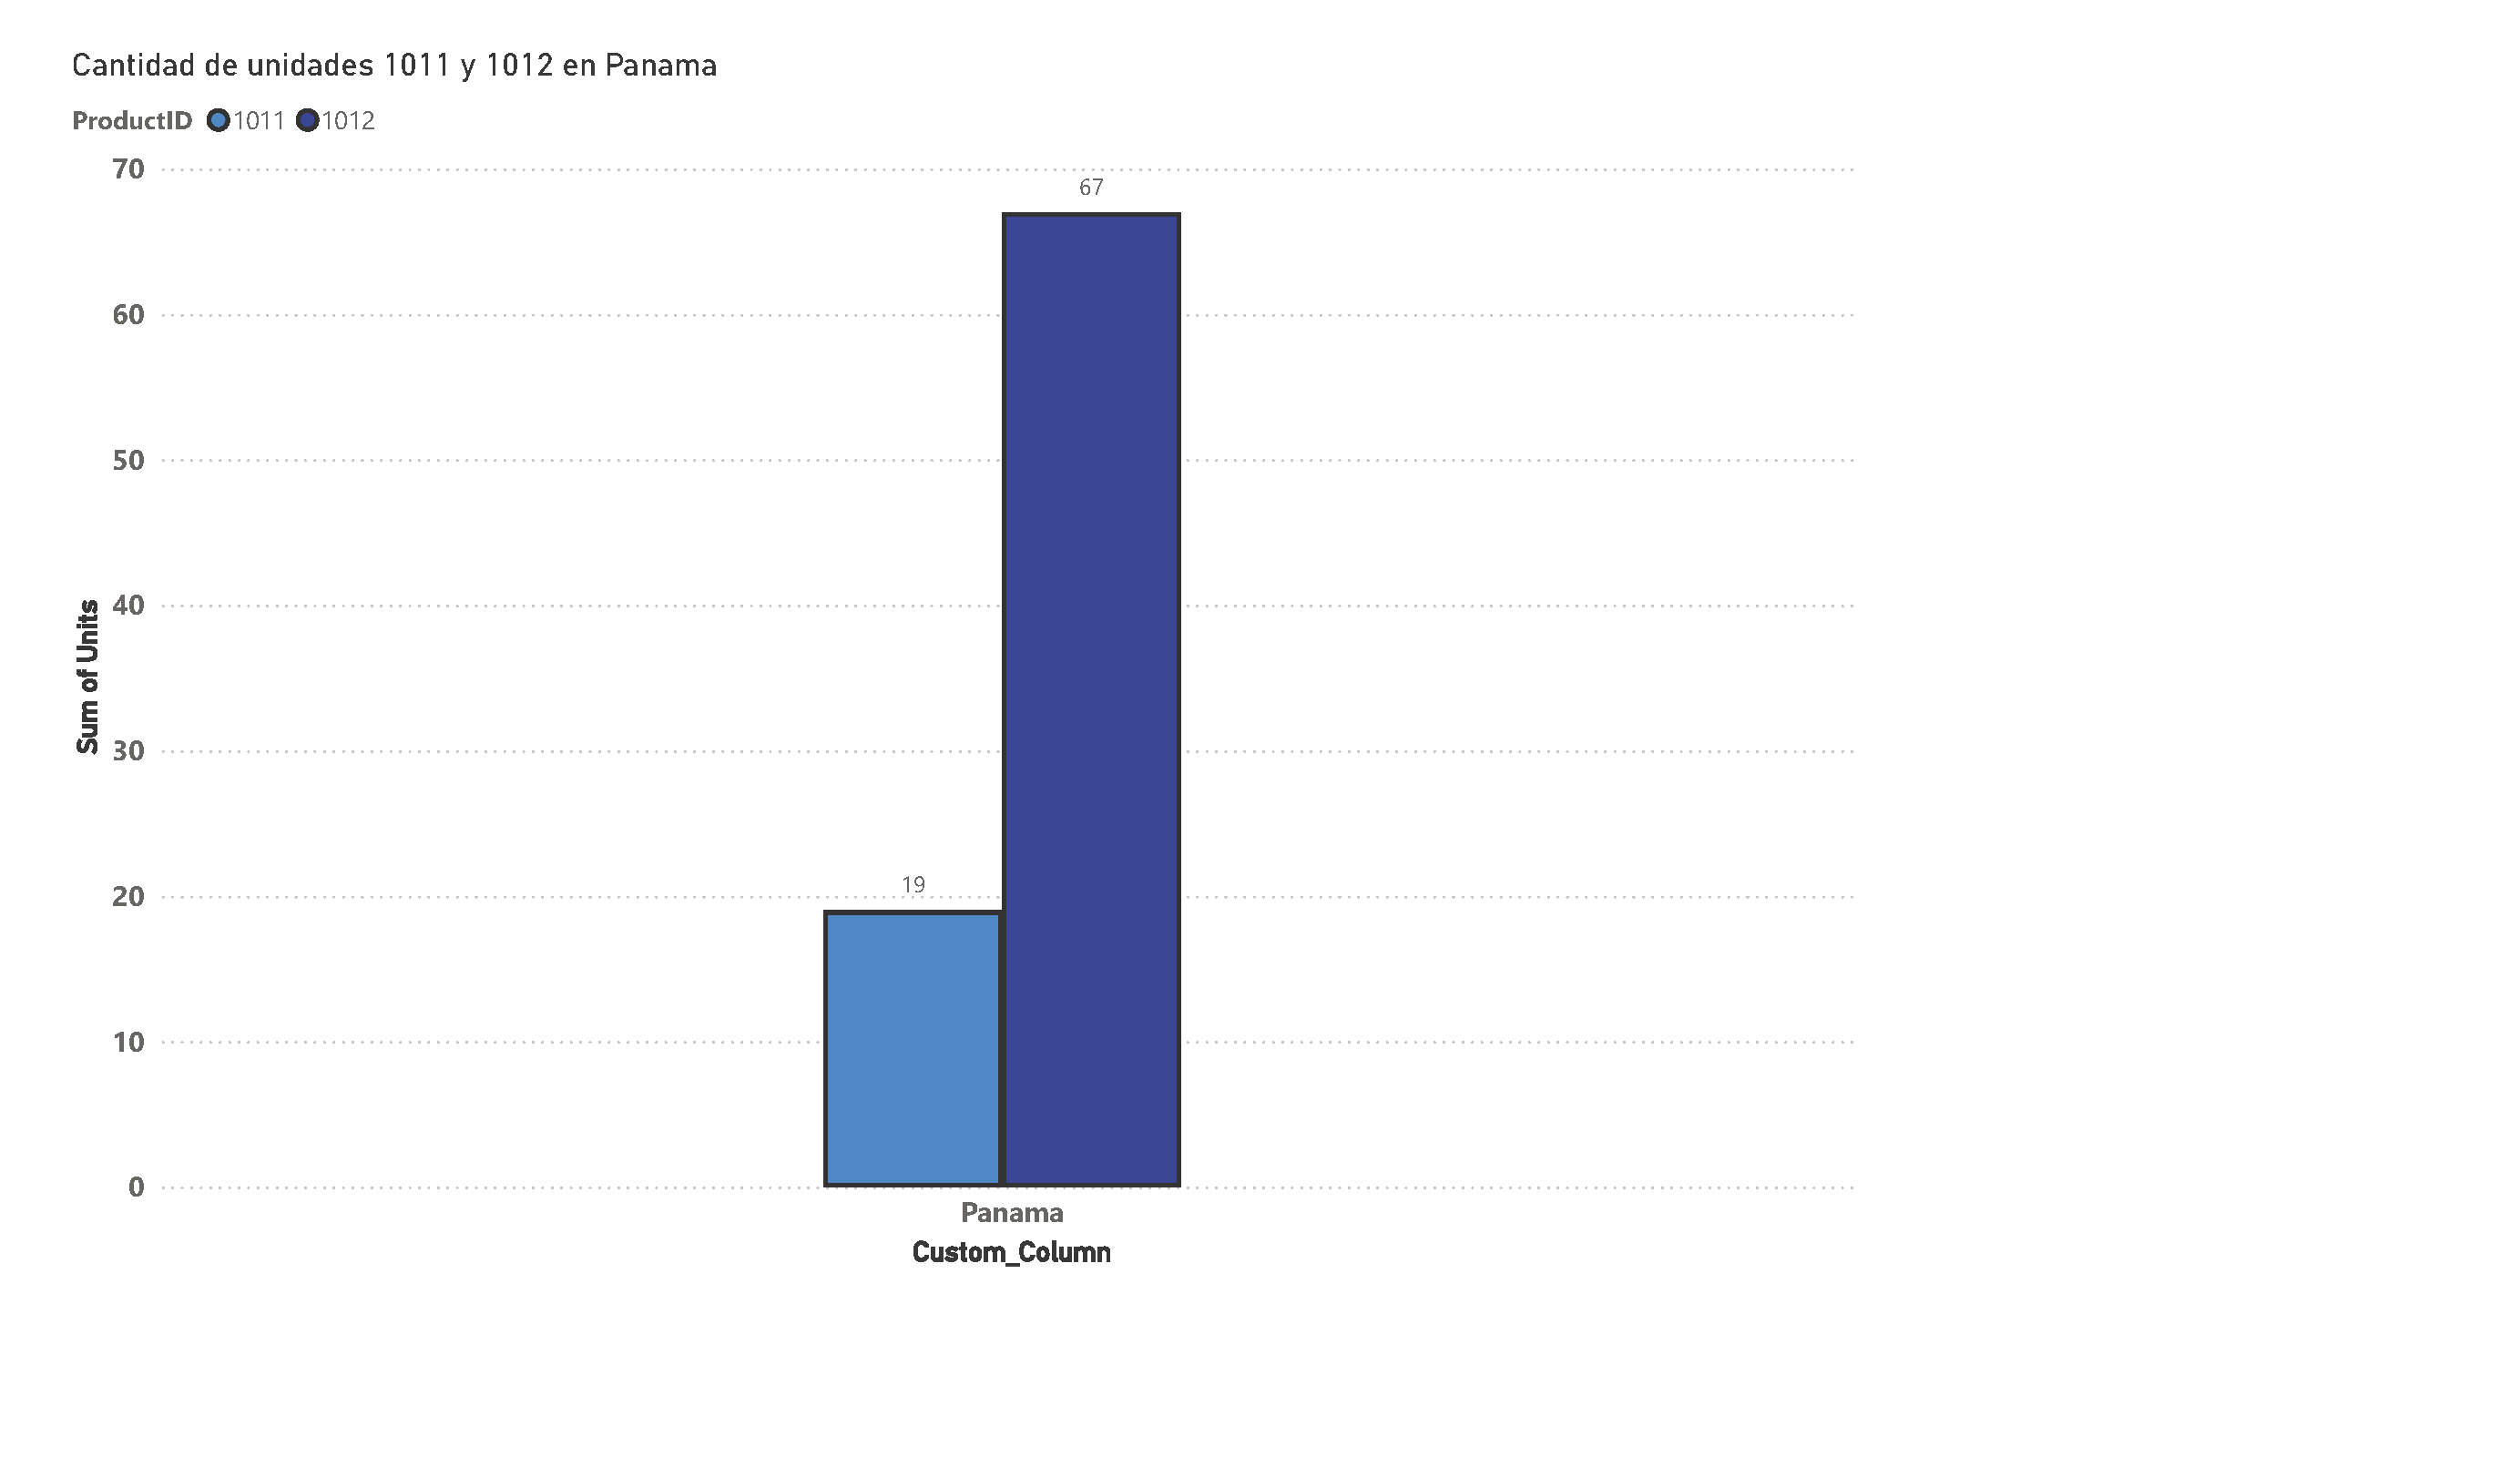 Cantidad de unidades 1011 y 1012 en Panama
ProductID 1011 1012
70
67
60
50
40
30
20
19
10
0
Sum of Units
Panama
Custom_Column